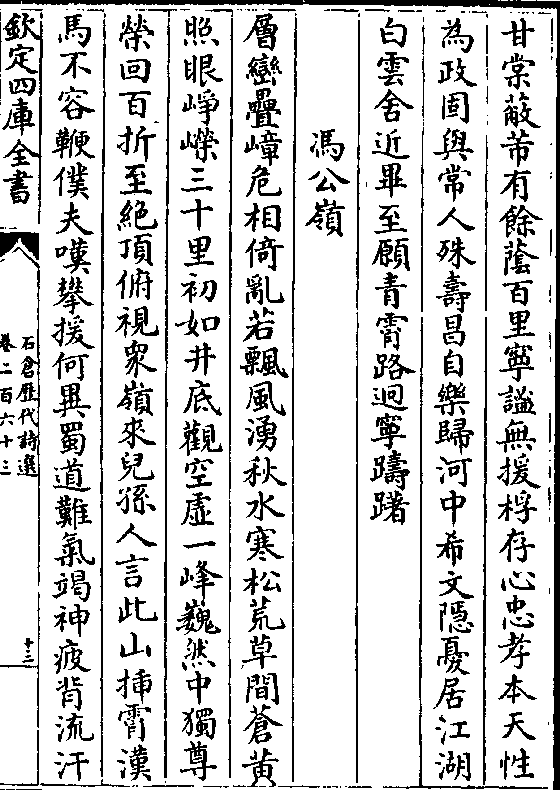 甘棠蔽芾有餘蔭百里寧謐無援桴存心忠孝本天性
為政固與常人殊壽昌自樂歸河中希文隱憂居江湖
白雲舍近畢至願青霄路迥寧躊躇
馮公嶺
層巒疊嶂危相倚亂若飄風湧秋水寒松荒草間蒼黄
照眼崢嶸三十里初如井底觀空虛一峰巍然中獨尊
縈回百折至絶頂俯視衆嶺來兒孫人言此山挿霄漢
馬不容鞭僕夫嘆攀援何異蜀道難氣竭神疲背流汗
欽定四庫全書
石倉歴代詩選
卷二百六十三
十三